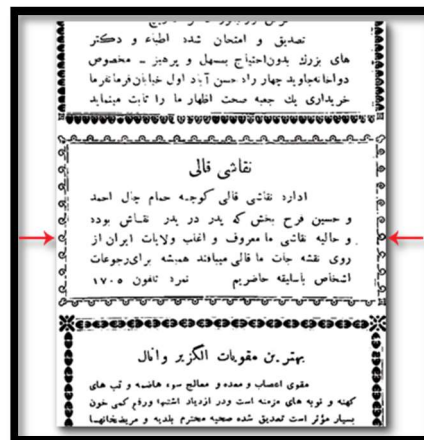 تصدیق و امتحان شده اطباء و دکتر
های بزرك بدون احتیاج بمسهل و پرهیز ـ مخصوص
دواخانه جاوید چهار راه حسن آباد اول خیابان فرمانفرما
خریداری یك جعبه صحت اظهار ما را ثابت مینماید
نقاشی قالی
اداره نقاشی قالی کوچه حمام چال احمد
و حسین فرح بخش که پدر در پدر نقاش بوده
و حالیه نقاشی ما معروف و اغلب ولایات ایران از
روی نقشه جات ما قالی میبافند همیشه برای رجوعات
اشخاص باسلیقه حاضریم نمره تلفون ۱۷۰۵
بهترین مقویات الگزیر وانال
مقوی اعصاب و معده و معالج سوء هاضمه و تب های
کهنه و نوبه های مزمنه است ودر ازدیاد اشتها ورفع کمی خون
بسیار مؤثر است تصدیق شده صحیه محترم بلدیه و مریضخانها